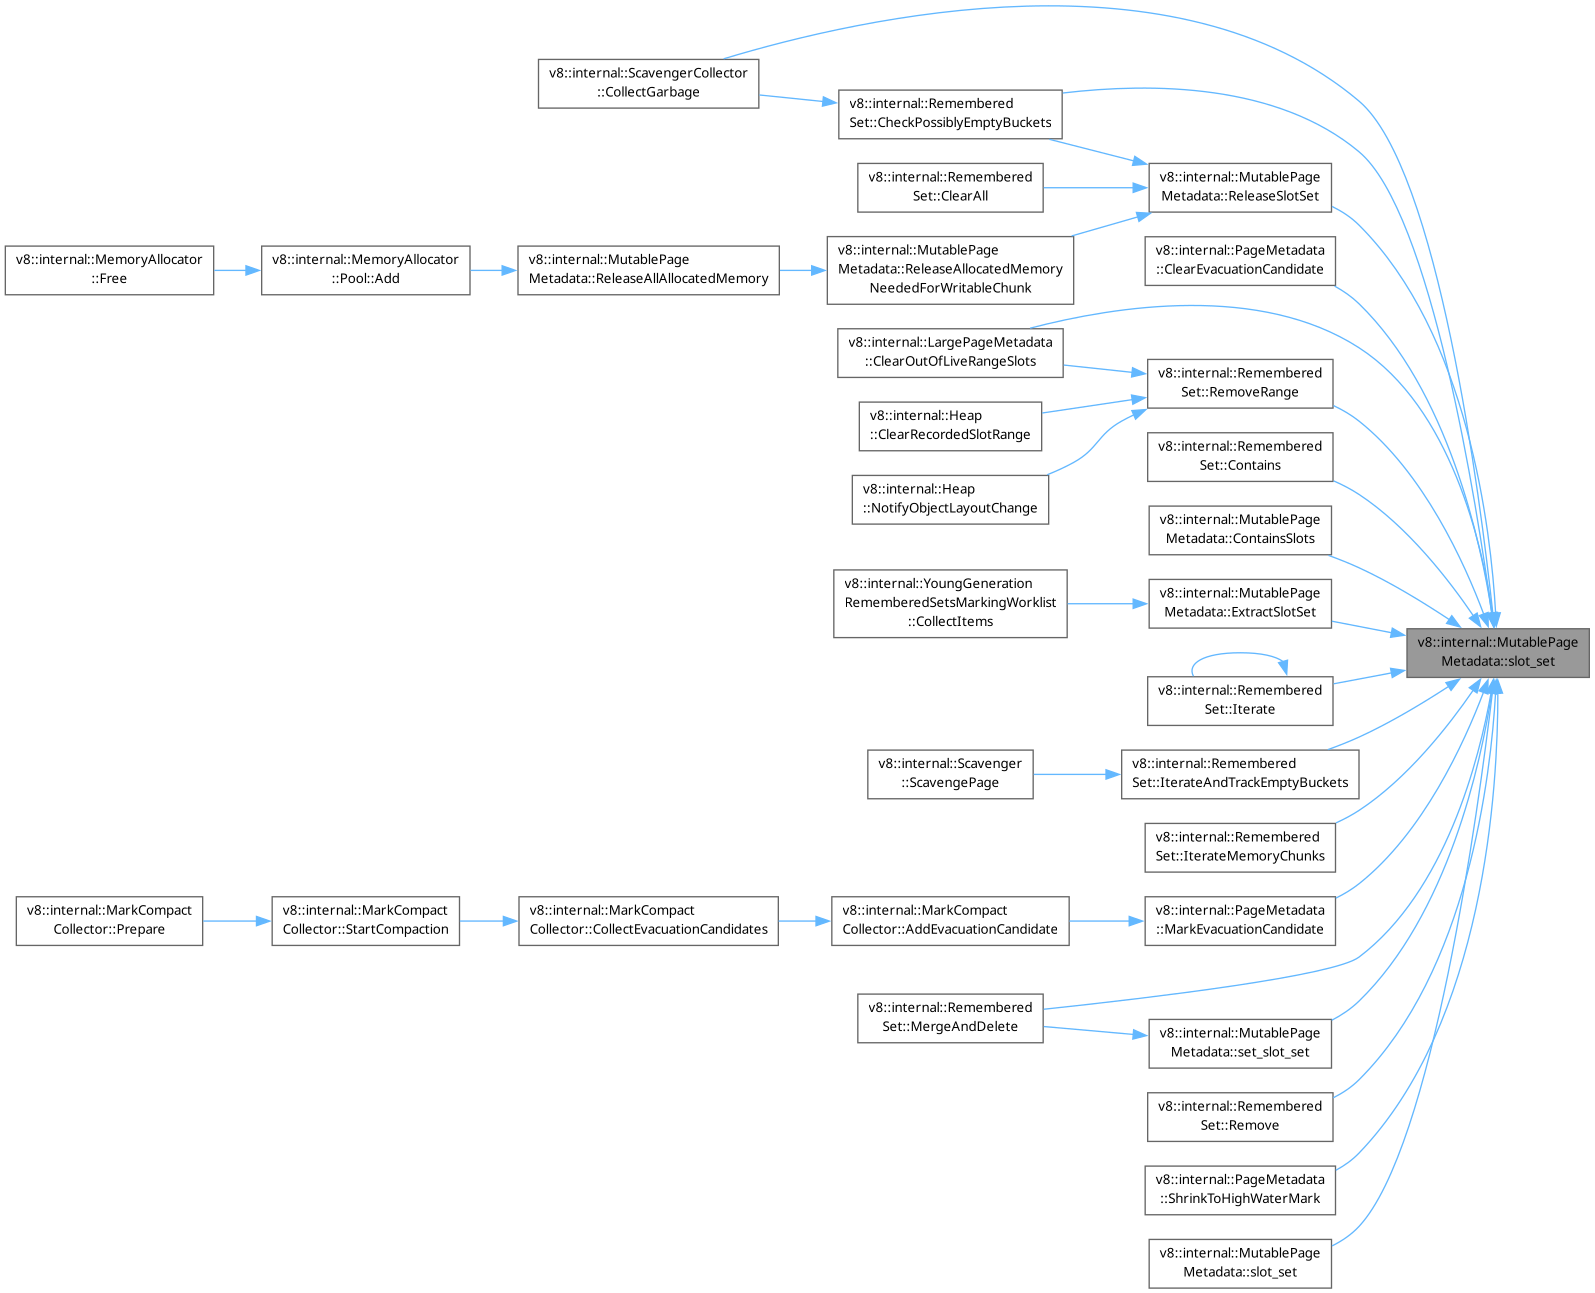 v8::internal::ScavengerCollector
::CollectGarbage
v8::internal::Remembered
Set::CheckPossiblyEmptyBuckets
v8::internal::Remembered
Set::ClearAll
v8::internal::MutablePage
Metadata::ReleaseSlotSet
v8::internal::MemoryAllocator
::Free
v8::internal::MemoryAllocator
::Pool::Add
v8::internal::MutablePage
Metadata::ReleaseAllAllocatedMemory
v8::internal::MutablePage
Metadata::ReleaseAllocatedMemory
NeededForWritableChunk
v8::internal::PageMetadata
::ClearEvacuationCandidate
v8::internal::LargePageMetadata
::ClearOutOfLiveRangeSlots
v8::internal::Remembered
Set::RemoveRange
v8::internal::Heap
::ClearRecordedSlotRange
v8::internal::Remembered
Set::Contains
v8::internal::Heap
::NotifyObjectLayoutChange
v8::internal::MutablePage
Metadata::ContainsSlots
v8::internal::YoungGeneration
RememberedSetsMarkingWorklist
::CollectItems
v8::internal::MutablePage
Metadata::ExtractSlotSet
v8::internal::MutablePage
Metadata::slot_set
v8::internal::Remembered
Set::Iterate
v8::internal::Scavenger
::ScavengePage
v8::internal::Remembered
Set::IterateAndTrackEmptyBuckets
v8::internal::Remembered
Set::IterateMemoryChunks
v8::internal::MarkCompact
Collector::Prepare
v8::internal::MarkCompact
Collector::StartCompaction
v8::internal::MarkCompact
Collector::CollectEvacuationCandidates
v8::internal::MarkCompact
Collector::AddEvacuationCandidate
v8::internal::PageMetadata
::MarkEvacuationCandidate
v8::internal::Remembered
Set::MergeAndDelete
v8::internal::MutablePage
Metadata::set_slot_set
v8::internal::Remembered
Set::Remove
v8::internal::PageMetadata
::ShrinkToHighWaterMark
v8::internal::MutablePage
Metadata::slot_set